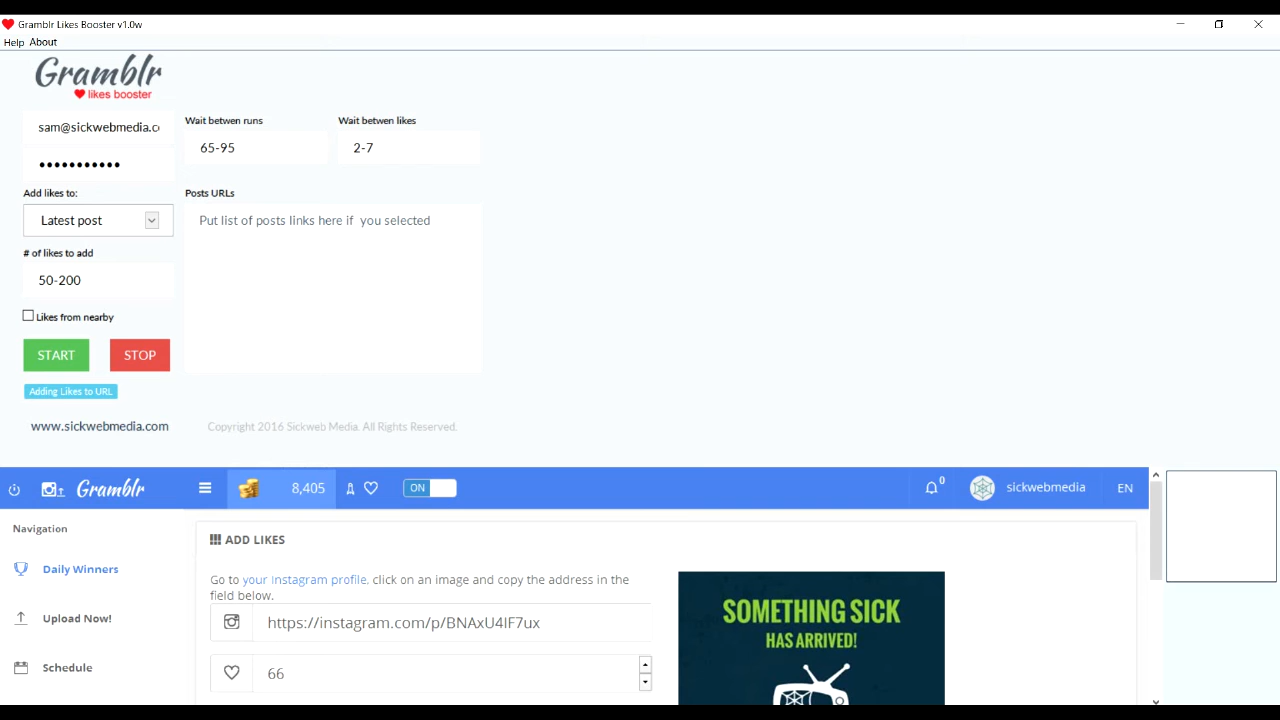 Gramblr Likes Booster v1.0w
Help About
Gramblr
likes booster
sam@sickwebmedia.co
Wait betwen runs
65-95
Wait betwen likes
2-7
Add likes to:
Latest post
Posts URLs
Put list of posts links here if you selected
# of likes to add
50-200
Likes from nearby
START STOP
Adding Likes to URL
www.sickwebmedia.com
Copyright 2016 Sickweb Media. All Rights Reserved.
Gramblr 8,405 ON 0 sickwebmedia EN
Navigation
Daily Winners
Upload Now!
Schedule
ADD LIKES
Go to your instagram profile, click on an image and copy the address in the
field below.
https://instagram.com/p/BNAxU4lF7ux
66
SOMETHING SICK
HAS ARRIVED!